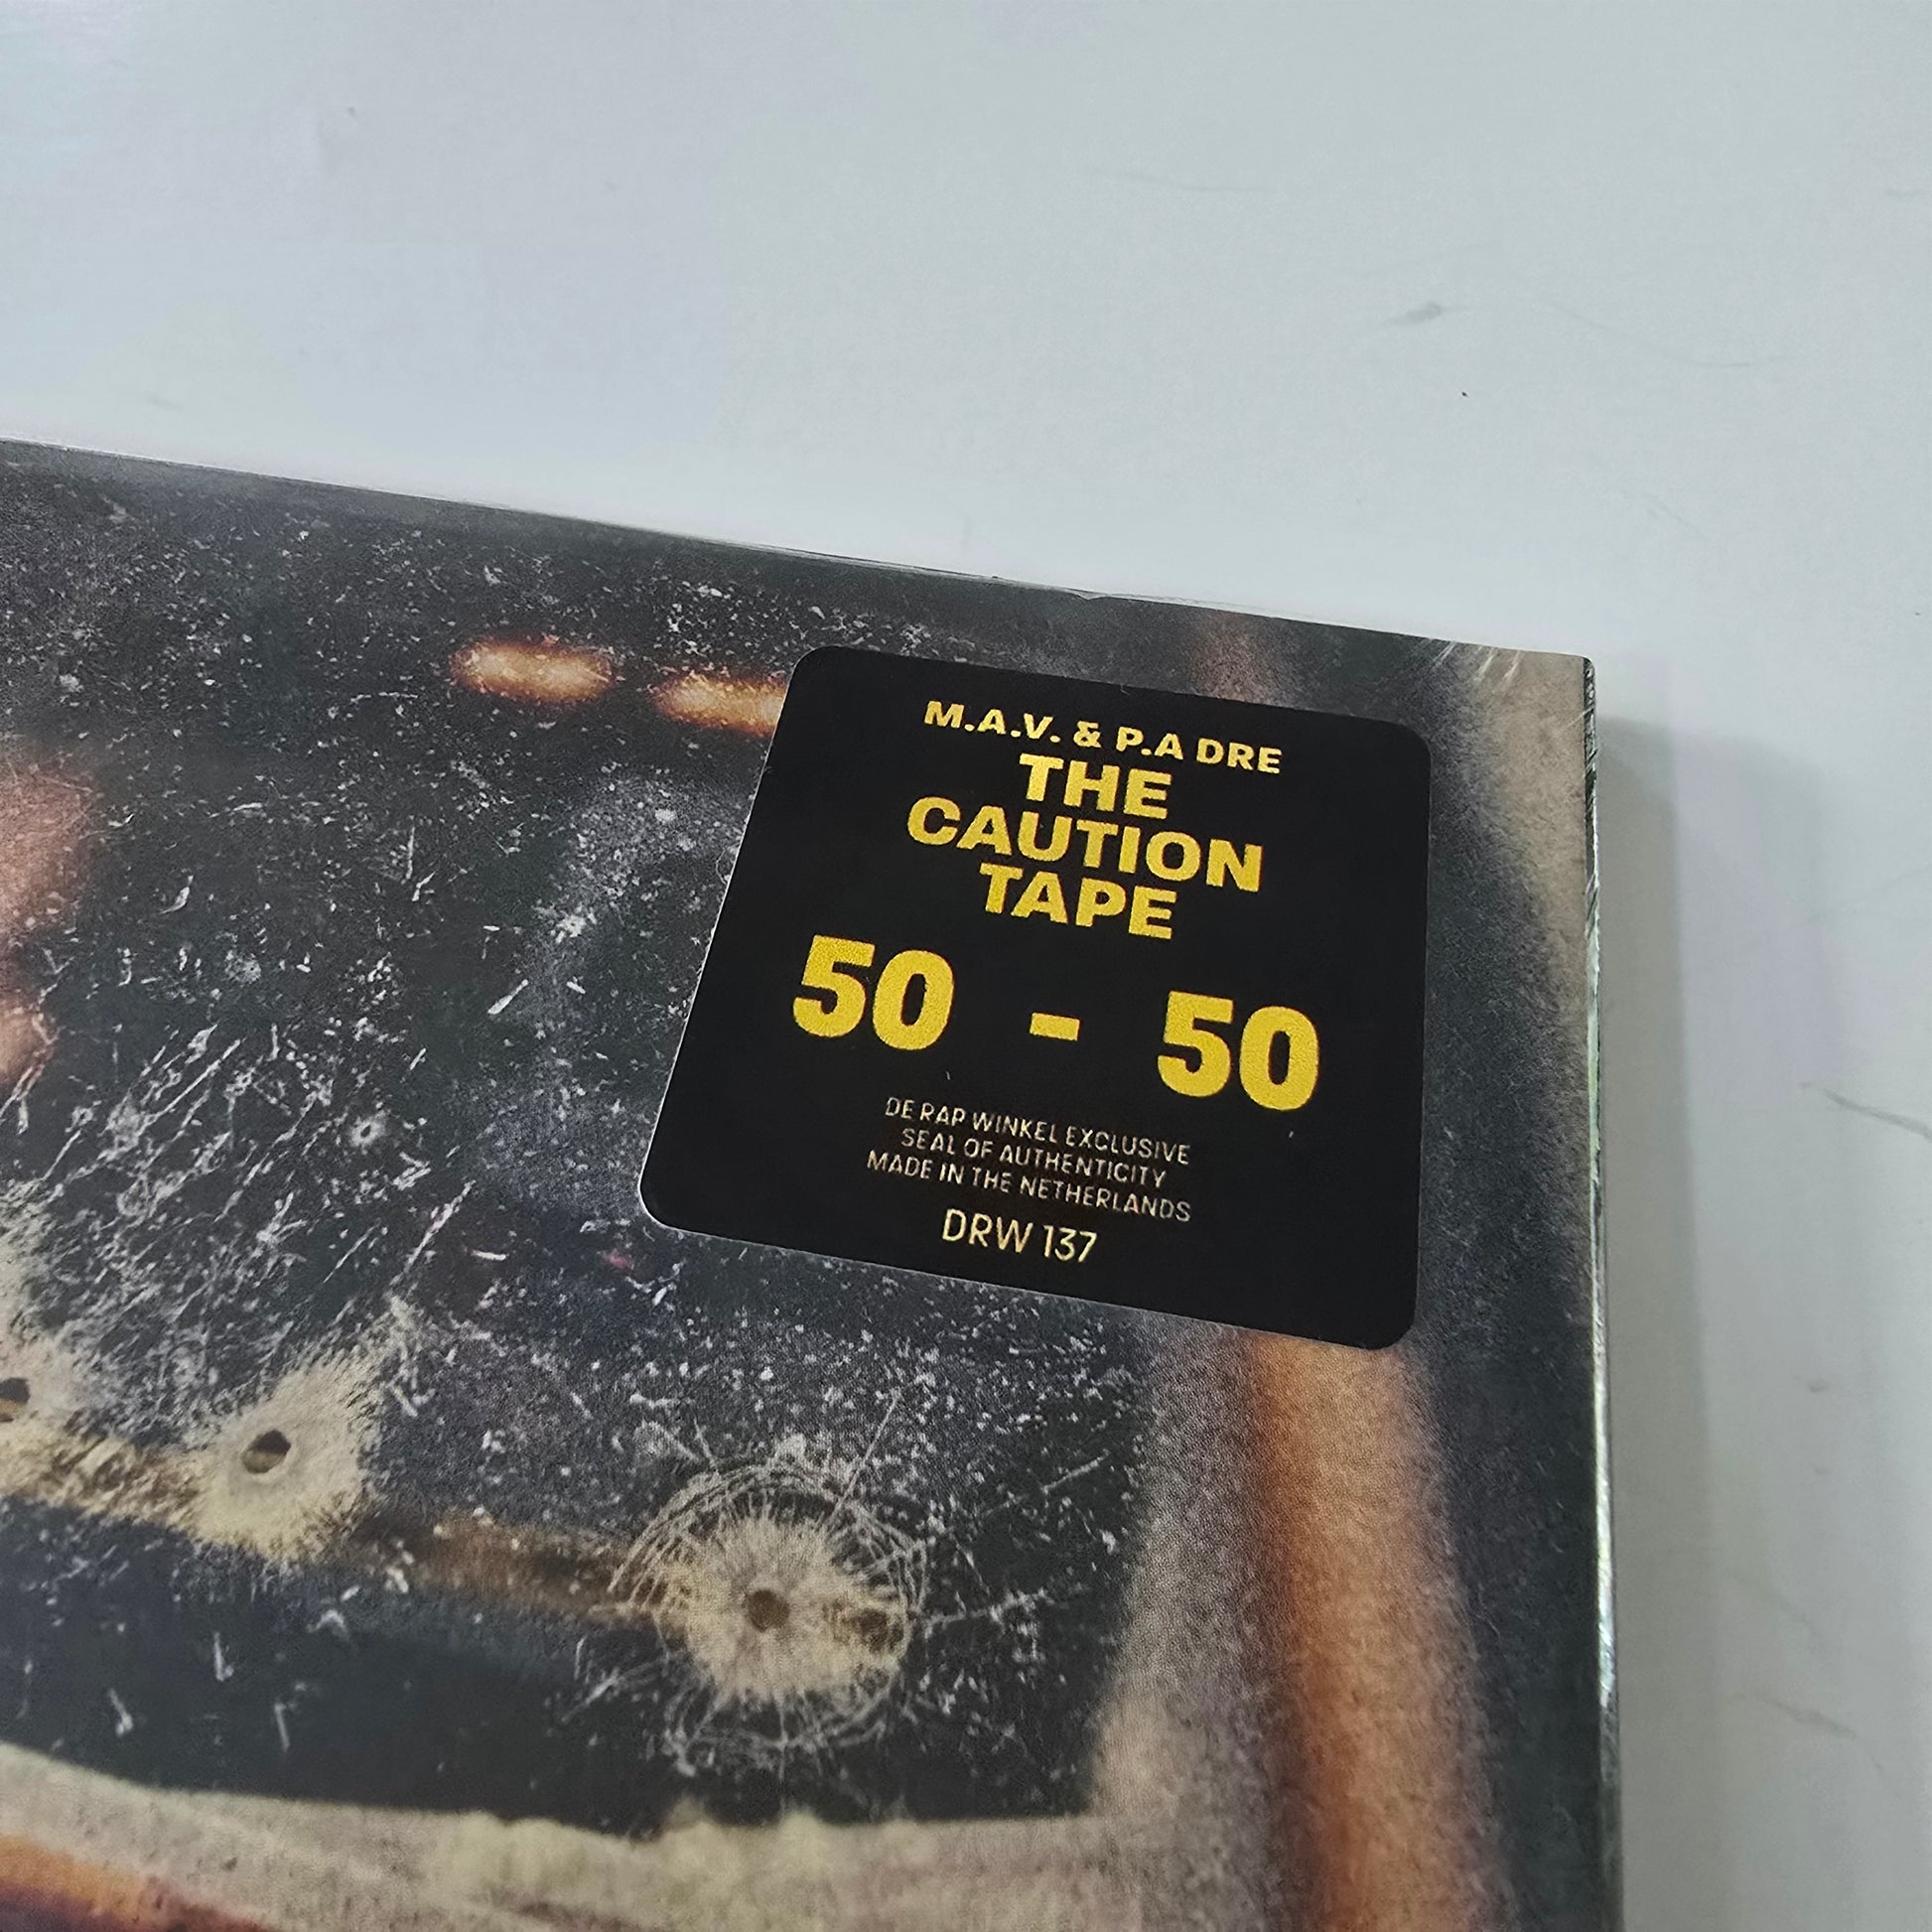 M.A.V. & P.A DRE
THE
CAUTION
TAPE
50 - 50
DE RAP WINKEL EXCLUSIVE
SEAL OF AUTHENTICITY
MADE IN THE NETHERLANDS
DRW 137